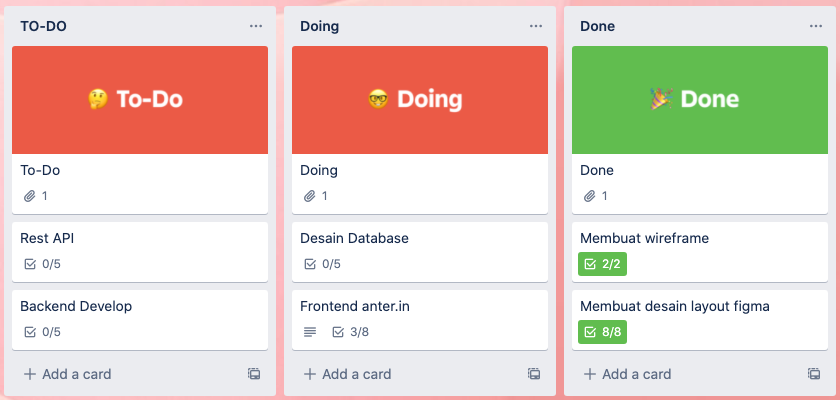 TO-DO
🤔 To-Do
To-Do
1
Rest API
0/5
Backend Develop
0/5
+ Add a card
Doing
🤓 Doing
Doing
1
Desain Database
0/5
Frontend anter.in
3/8
+ Add a card
Done
🎉 Done
Done
1
Membuat wireframe
2/2
Membuat desain layout figma
8/8
+ Add a card